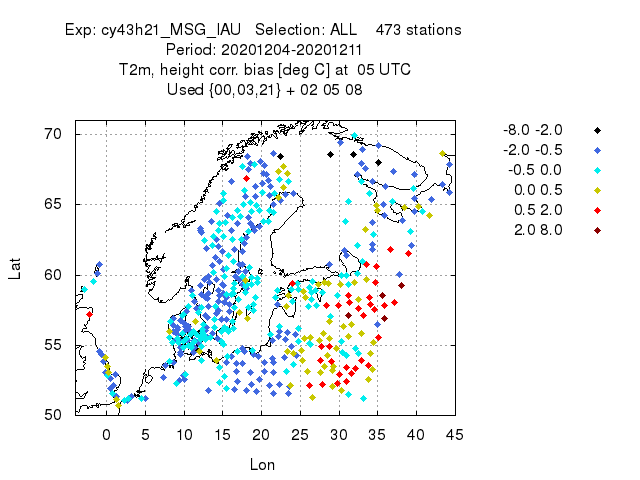 Exp: cy43h21_MSG_IAU Selection: ALL 473 stations
Period: 20201204-20201211
T2m, height corr. bias [deg C] at 05 UTC
Used {00,03,21} + 02 05 08
70
65
60
55
50
0 5 10 15 20 25 30 35 40 45
Lat
Lon
-8.0 -2.0
-2.0 -0.5
-0.5 0.0
0.0 0.5
0.5 2.0
2.0 8.0